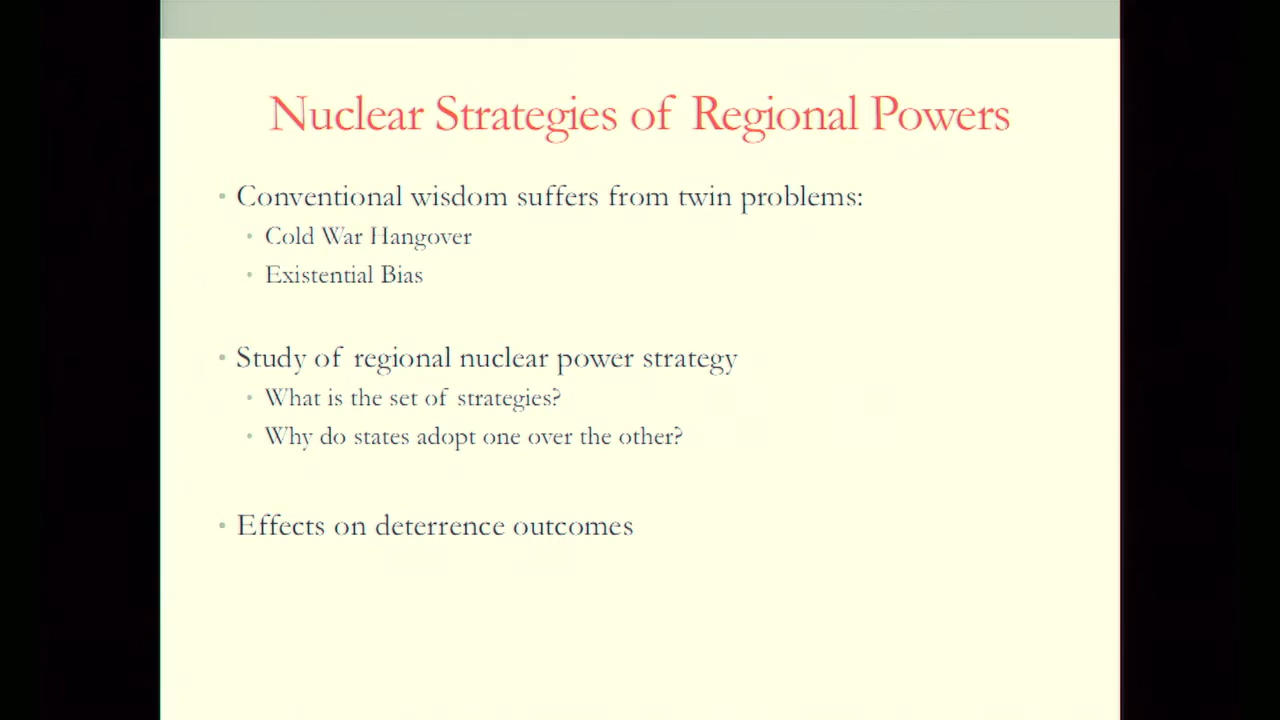 Nuclear Strategies of Regional Powers
• Conventional wisdom suffers from twin problems:
• Cold War Hangover
• Existential Bias
• Study of regional nuclear power strategy
• What is the set of strategies?
• Why do states adopt one over the other?
• Effects on deterrence outcomes